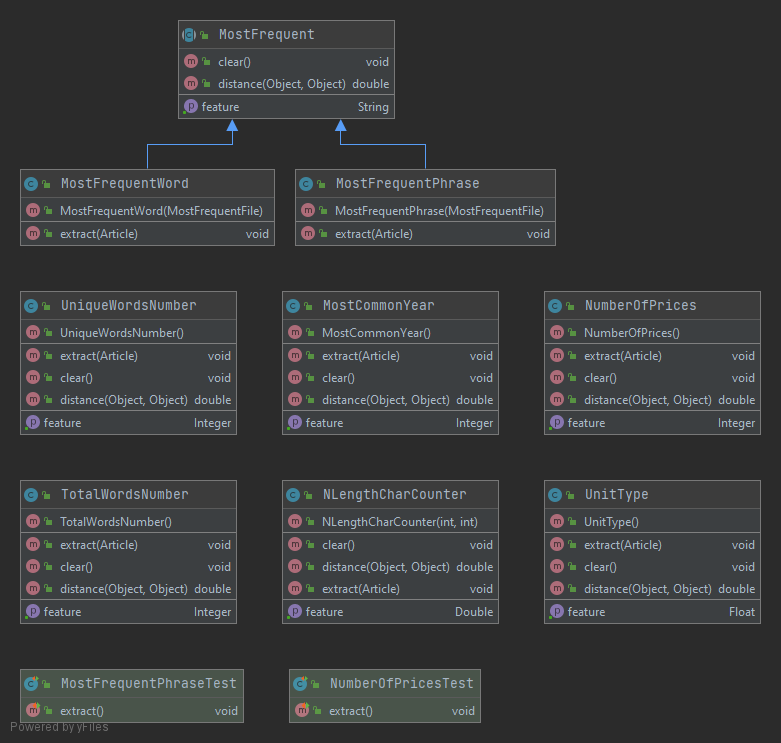 MostFrequent
clear() void
distance(Object, Object) double
feature String
MostFrequentWord
MostFrequentWord(MostFrequentFile)
extract(Article) void
MostFrequentPhrase
MostFrequentPhrase(MostFrequentFile)
extract(Article) void
UniqueWordsNumber
UniqueWordsNumber()
extract(Article) void
clear() void
distance(Object, Object) double
feature Integer
MostCommonYear
MostCommonYear()
extract(Article) void
clear() void
distance(Object, Object) double
feature Integer
NumberOfPrices
NumberOfPrices()
extract(Article) void
clear() void
distance(Object, Object) double
feature Integer
TotalWordsNumber
TotalWordsNumber()
extract(Article) void
clear() void
distance(Object, Object) double
feature Integer
NLengthCharCounter
NLengthCharCounter(int, int)
clear() void
distance(Object, Object) double
extract(Article) void
feature Double
UnitType
UnitType()
extract(Article) void
clear() void
distance(Object, Object) double
feature Float
MostFrequentPhraseTest
extract() void
NumberOfPricesTest
extract() void
Powered by yFiles